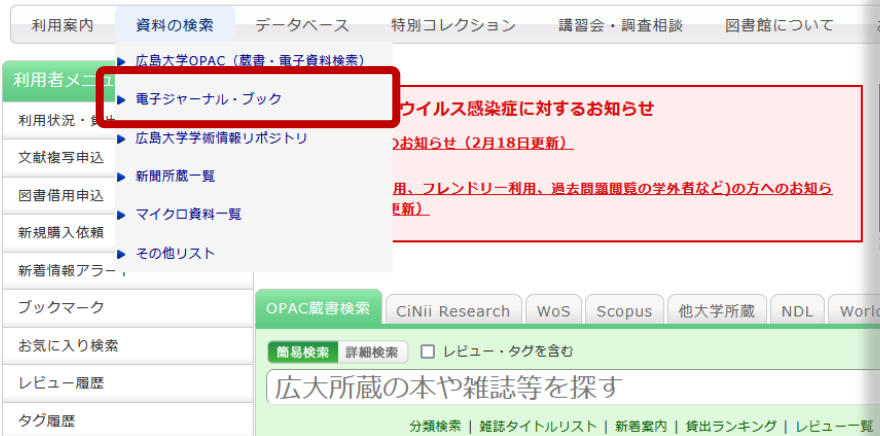 利用案内 資料の検索 データベース 特別コレクション 講習会・調査相談 図書館について
広島大学OPAC（蔵書・電子資料検索）
電子ジャーナル・ブック
広島大学学術情報リポジトリ
新聞所蔵一覧
マイクロ資料一覧
その他リスト
利用者メニュー
利用状況・貸出
文献複写申込
図書借用申込
新規購入依頼
新着情報アラート
ブックマーク
お気に入り検索
レビュー履歴
タグ履歴
ウイルス感染症に対するお知らせ
のお知らせ（2月18日更新）
用、フレンドリー利用、過去問題閲覧の学外者など)の方へのお知ら
更新）
OPAC蔵書検索 CiNii Research WoS Scopus 他大学所蔵 NDL World
簡易検索 詳細検索 レビュー・タグを含む
広大所蔵の本や雑誌等を探す
分類検索 | 雑誌タイトルリスト | 新着案内 | 貸出ランキング | レビュー一覧